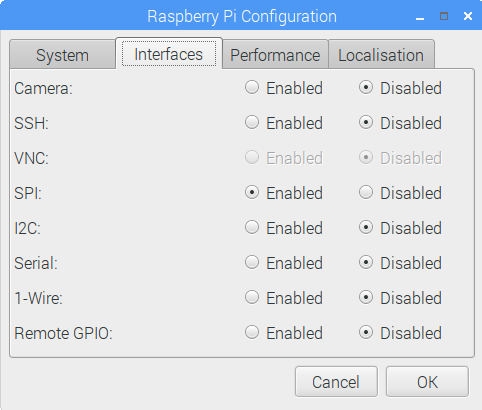 Raspberry Pi Configuration
System Interfaces Performance Localisation
Camera: Enabled Disabled
SSH: Enabled Disabled
VNC: Enabled Disabled
SPI: Enabled Disabled
I2C: Enabled Disabled
Serial: Enabled Disabled
1-Wire: Enabled Disabled
Remote GPIO: Enabled Disabled
Cancel OK